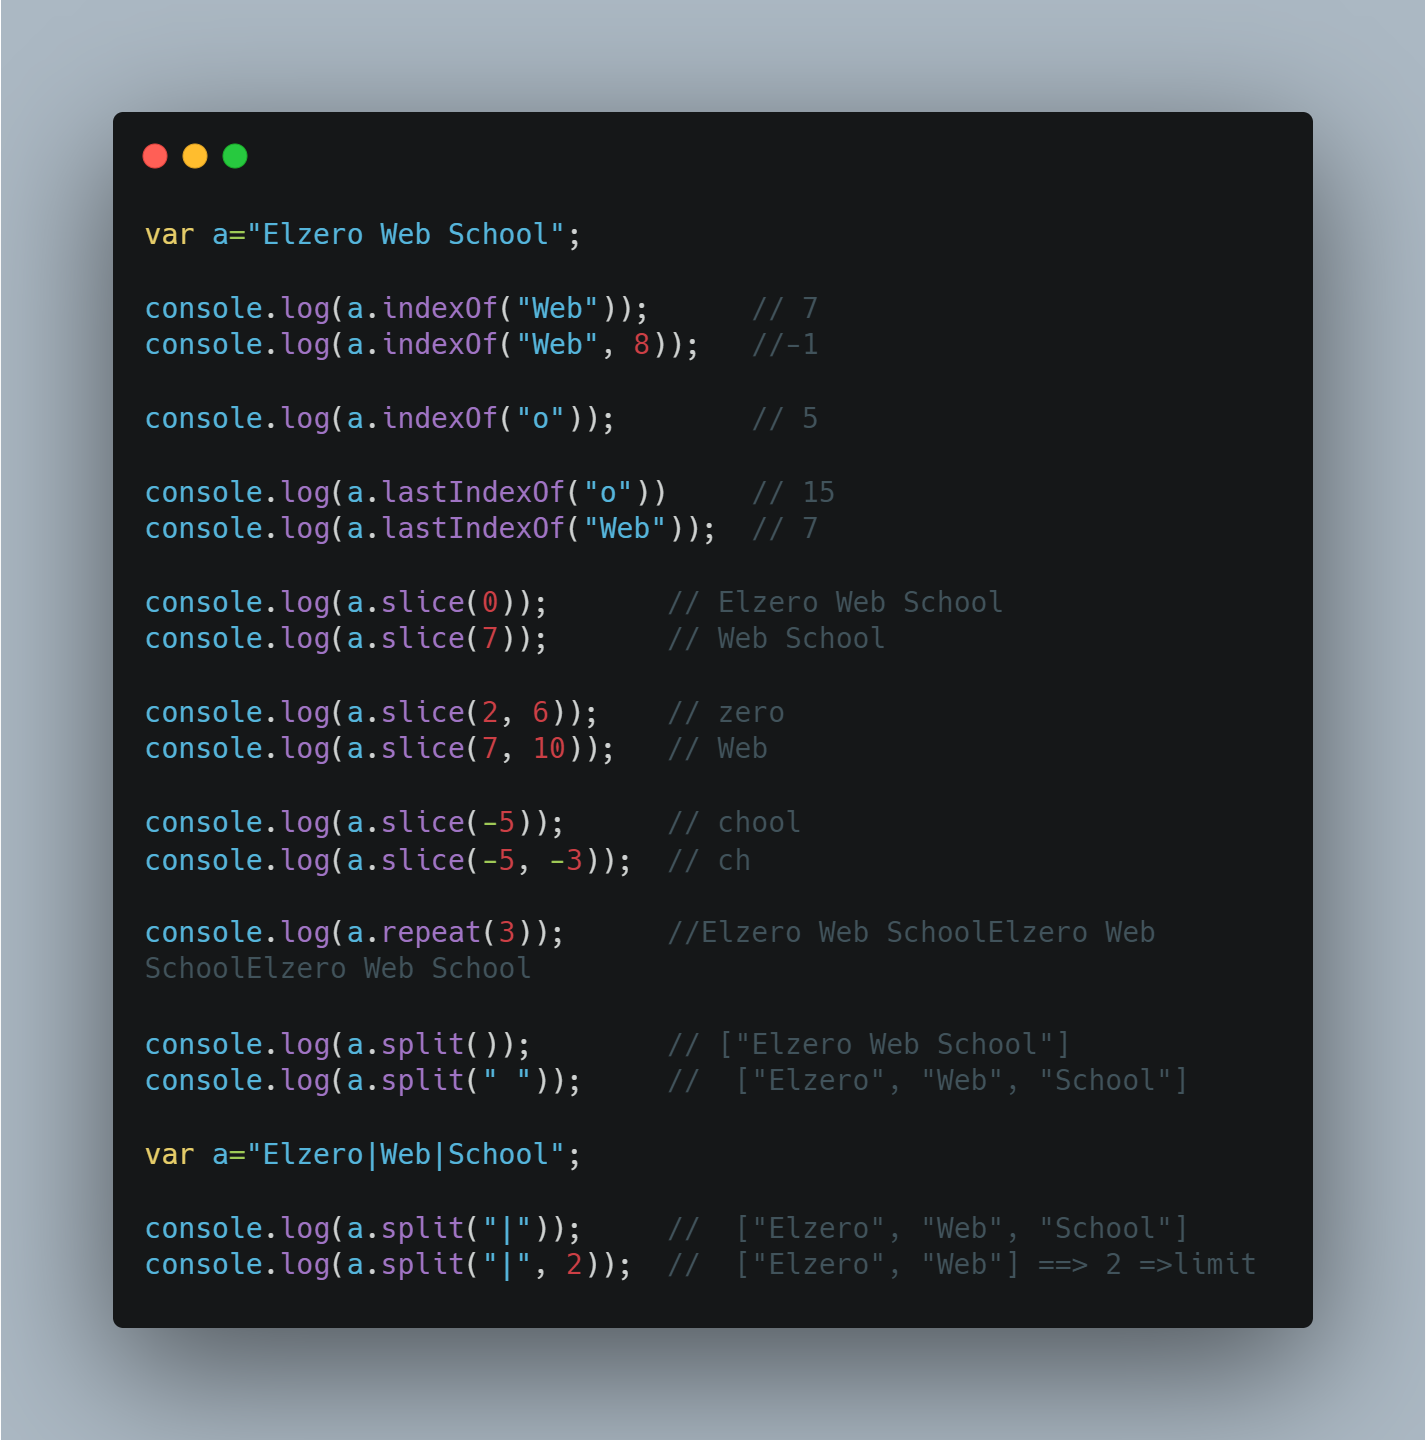 var a="Elzero Web School";
console.log(a.indexOf("Web"));      // 7
console.log(a.indexOf("Web", 8));   //-1
console.log(a.indexOf("o"));        // 5
console.log(a.lastIndexOf("o"))     // 15
console.log(a.lastIndexOf("Web"));  // 7
console.log(a.slice(0));       // Elzero Web School
console.log(a.slice(7));       // Web School
console.log(a.slice(2, 6));    // zero
console.log(a.slice(7, 10));   // Web
console.log(a.slice(-5));      // chool
console.log(a.slice(-5, -3));  // ch
console.log(a.repeat(3));      //Elzero Web SchoolElzero Web
SchoolElzero Web School
console.log(a.split());        // ["Elzero Web School"]
console.log(a.split(" "));     //  ["Elzero", "Web", "School"]
var a="Elzero|Web|School";
console.log(a.split("|"));     //  ["Elzero", "Web", "School"]
console.log(a.split("|", 2));  //  ["Elzero", "Web"] ==> 2 =>limit